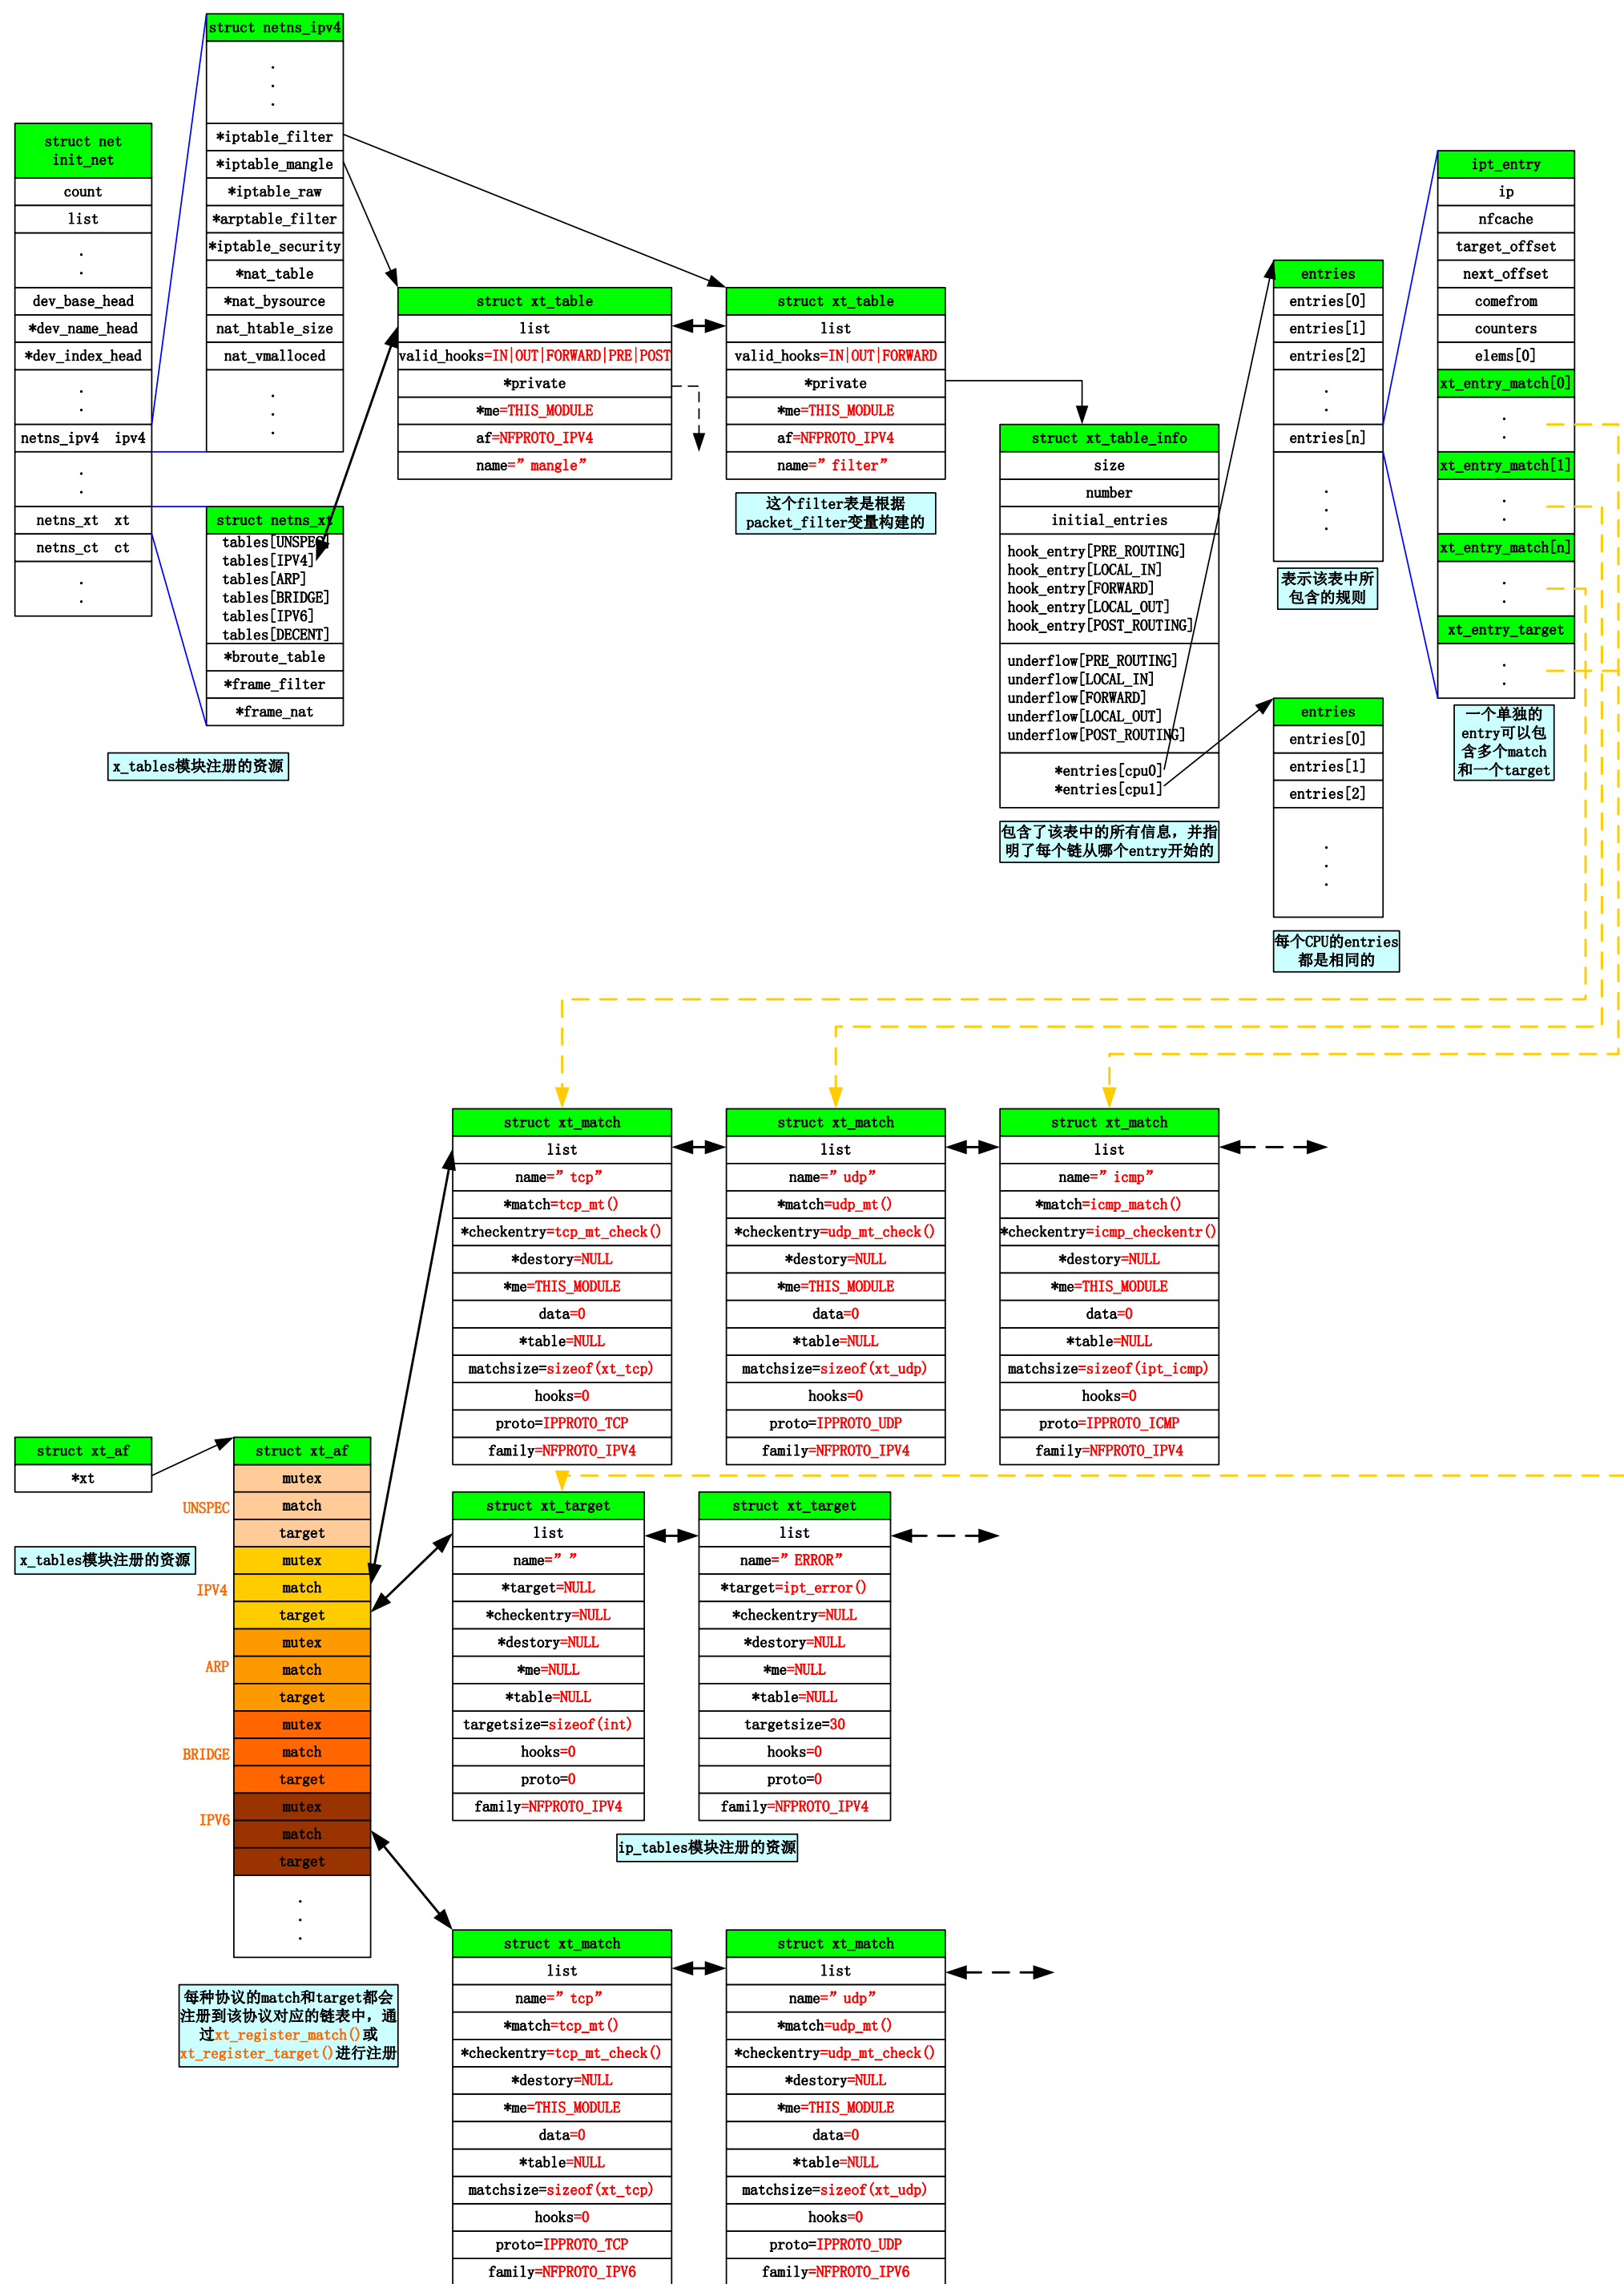 struct netns_ipv4
.
.
.
*iptable_filter
*iptable_mangle
*iptable_raw
*arptable_filter
*iptable_security
*nat_table
*nat_bysource
nat_htable_size
nat_vmalloced
.
.
.
struct net
init_net
count
list
.
.
dev_base_head
*dev_name_head
*dev_index_head
.
.
netns_ipv4 ipv4
.
.
netns_xt xt
netns_ct ct
.
.
struct netns_xt
tables[UNSPEC]
tables[IPV4]
tables[ARP]
tables[BRIDGE]
tables[IPV6]
tables[DECENT]
*broute_table
*frame_filter
*frame_nat
x_tables模块注册的资源
struct xt_table
list
valid_hooks=IN|OUT|FORWARD|PRE|POST
*private
*me=THIS_MODULE
af=NFPROTO_IPV4
name=”mangle”
struct xt_table
list
valid_hooks=IN|OUT|FORWARD
*private
*me=THIS_MODULE
af=NFPROTO_IPV4
name=”filter”
这个filter表是根据
packet_filter变量构建的
struct xt_table_info
size
number
initial_entries
hook_entry[PRE_ROUTING]
hook_entry[LOCAL_IN]
hook_entry[FORWARD]
hook_entry[LOCAL_OUT]
hook_entry[POST_ROUTING]
underflow[PRE_ROUTING]
underflow[LOCAL_IN]
underflow[FORWARD]
underflow[LOCAL_OUT]
underflow[POST_ROUTING]
*entries[cpu0]
*entries[cpu1]
包含了该表中的所有信息，并指
明了每个链从哪个entry开始的
entries
entries[0]
entries[1]
entries[2]
.
.
entries[n]
.
.
.
表示该表中所
包含的规则
entries
entries[0]
entries[1]
entries[2]
.
.
.
每个CPU的entries
都是相同的
ipt_entry
ip
nfcache
target_offset
next_offset
comefrom
counters
elems[0]
xt_entry_match[0]
.
.
xt_entry_match[1]
.
.
xt_entry_match[n]
.
.
xt_entry_target
.
.
一个单独的
entry可以包
含多个match
和一个target
struct xt_match
list
name=”tcp”
*match=tcp_mt()
*checkentry=tcp_mt_check()
*destory=NULL
*me=THIS_MODULE
data=0
*table=NULL
matchsize=sizeof(xt_tcp)
hooks=0
proto=IPPROTO_TCP
family=NFPROTO_IPV4
struct xt_match
list
name=”udp”
*match=udp_mt()
*checkentry=udp_mt_check()
*destory=NULL
*me=THIS_MODULE
data=0
*table=NULL
matchsize=sizeof(xt_udp)
hooks=0
proto=IPPROTO_UDP
family=NFPROTO_IPV4
struct xt_match
list
name=”icmp”
*match=icmp_match()
*checkentry=icmp_checkentr()
*destory=NULL
*me=THIS_MODULE
data=0
*table=NULL
matchsize=sizeof(ipt_icmp)
hooks=0
proto=IPPROTO_ICMP
family=NFPROTO_IPV4
struct xt_af
*xt
x_tables模块注册的资源
struct xt_af
mutex
UNSPEC
match
target
mutex
IPV4
match
target
mutex
ARP
match
target
mutex
BRIDGE
match
target
mutex
IPV6
match
target
.
.
.
每种协议的match和target都会
注册到该协议对应的链表中，通
过xt_register_match()或
xt_register_target()进行注册
struct xt_target
list
name=” ”
*target=NULL
*checkentry=NULL
*destory=NULL
*me=NULL
*table=NULL
targetsize=sizeof(int)
hooks=0
proto=0
family=NFPROTO_IPV4
struct xt_target
list
name=”ERROR”
*target=ipt_error()
*checkentry=NULL
*destory=NULL
*me=NULL
*table=NULL
targetsize=30
hooks=0
proto=0
family=NFPROTO_IPV4
ip_tables模块注册的资源
struct xt_match
list
name=”tcp”
*match=tcp_mt()
*checkentry=tcp_mt_check()
*destory=NULL
*me=THIS_MODULE
data=0
*table=NULL
matchsize=sizeof(xt_tcp)
hooks=0
proto=IPPROTO_TCP
family=NFPROTO_IPV6
struct xt_match
list
name=”udp”
*match=udp_mt()
*checkentry=udp_mt_check()
*destory=NULL
*me=THIS_MODULE
data=0
*table=NULL
matchsize=sizeof(xt_udp)
hooks=0
proto=IPPROTO_UDP
family=NFPROTO_IPV6